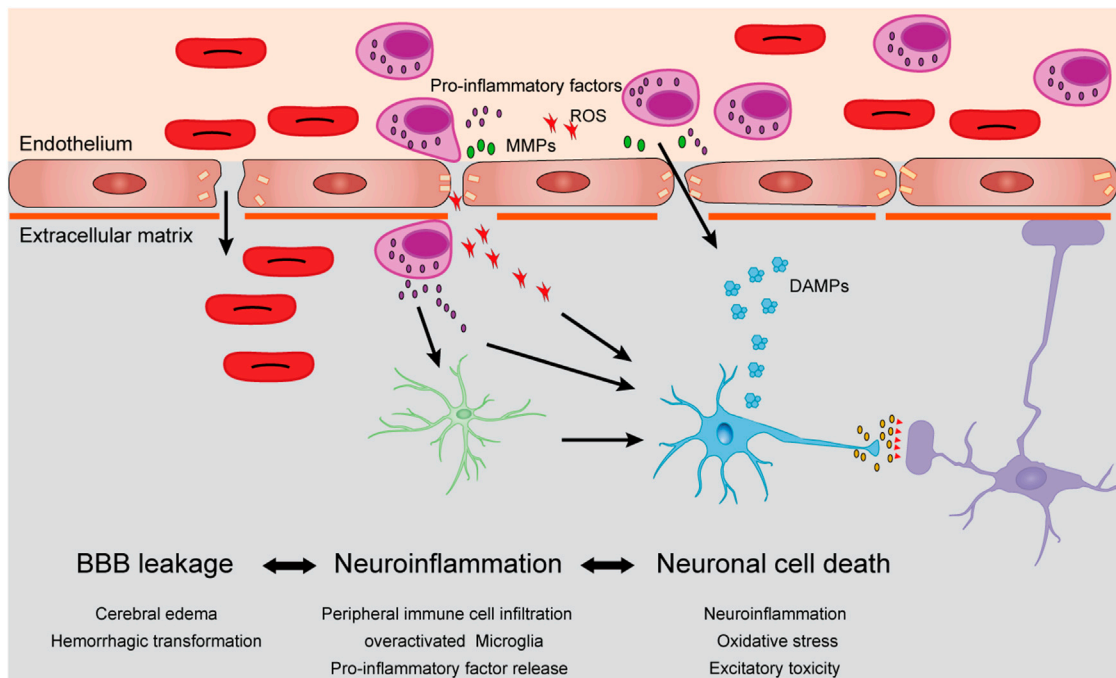 Pro-inflammatory factors
ROS
Endothelium
MMPs
Extracellular matrix
DAMPs
BBB leakage
Neuroinflammation
Neuronal cell death
Cerebral edema
Peripheral immune cell infiltration
Neuroinflammation
Hemorrhagic transformation
overactivated Microglia
Oxidative stress
Pro-inflammatory factor release
Excitatory toxicity